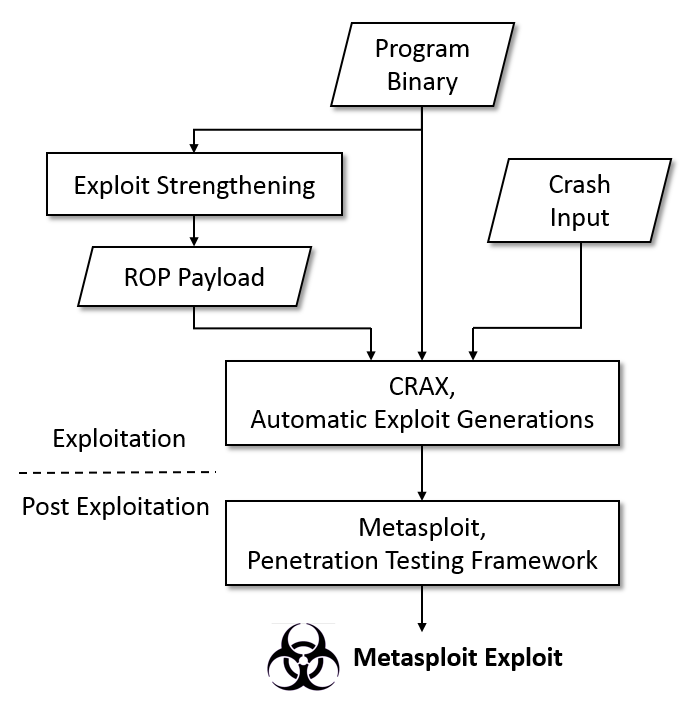 Program
Binary
Exploit Strengthening
Crash
Input
ROP Payload
CRAX,
Automatic Exploit Generations
Exploitation
Post Exploitation
Metasploit,
Penetration Testing Framework
Metasploit Exploit